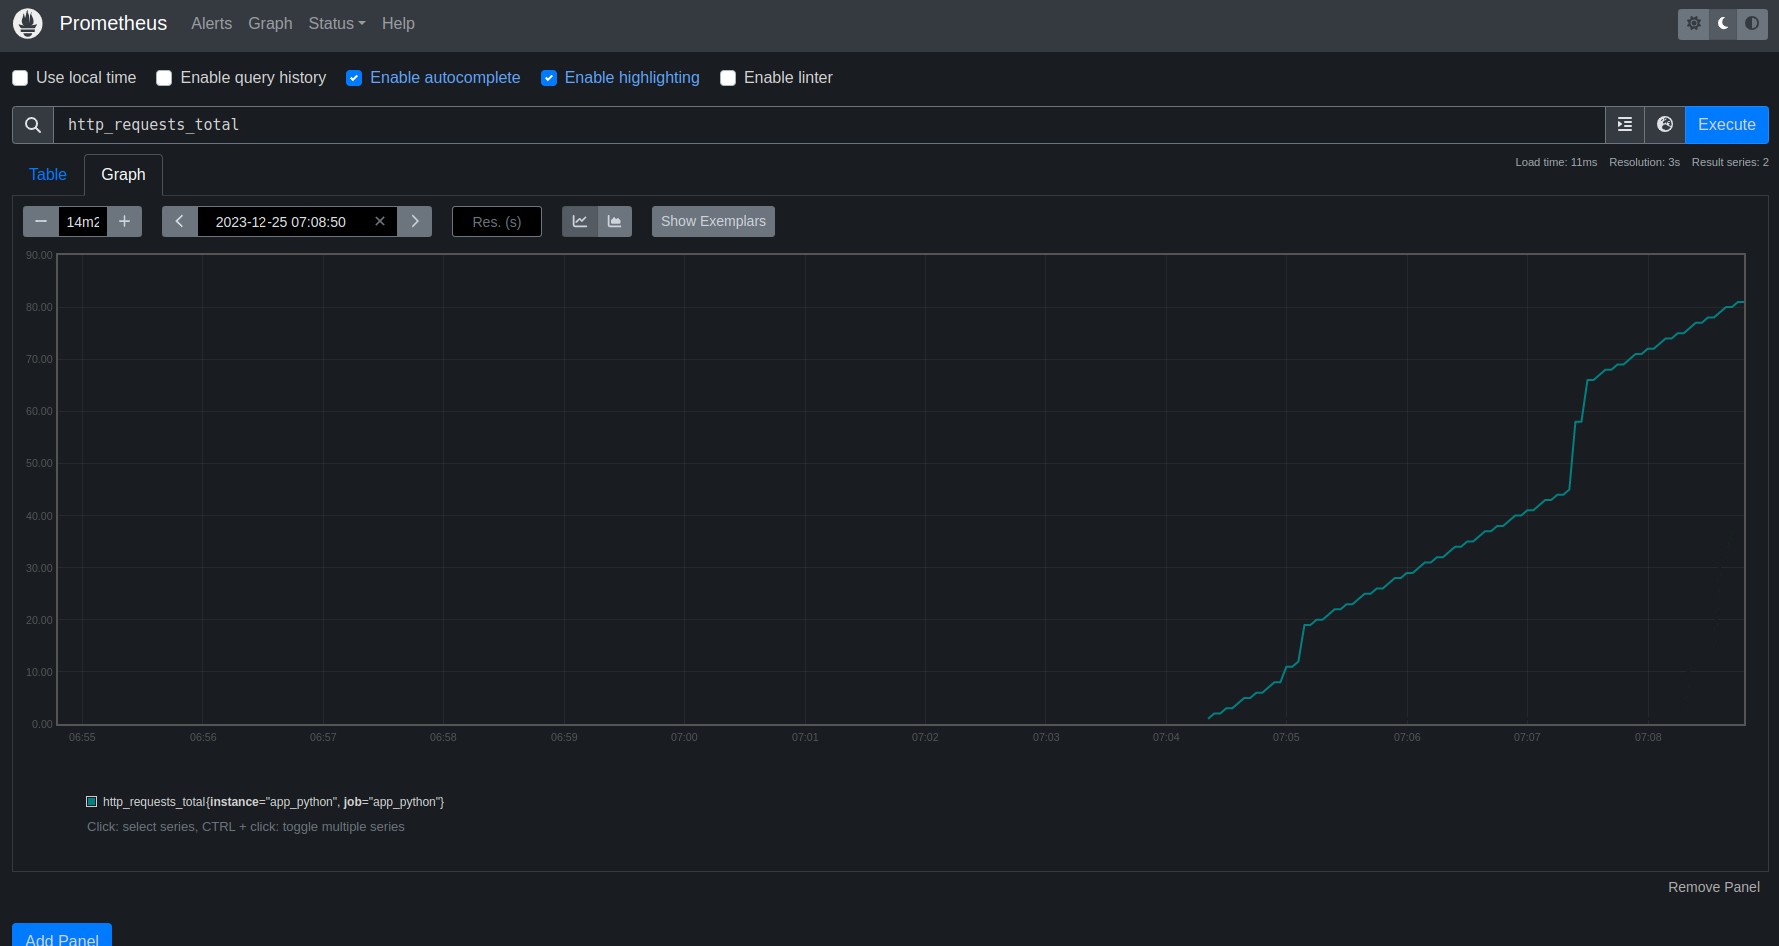 Prometheus Alerts Graph Status Help
Use local time Enable query history Enable autocomplete Enable highlighting Enable linter
http_requests_total Execute
Table Graph Load time: 11ms Resolution: 3s Result series: 2
14m2 2023-12-25 07:08:50 Res. (s) Show Exemplars
90.00
80.00
70.00
60.00
50.00
40.00
30.00
20.00
10.00
0.00
06:55 06:56 06:57 06:58 06:59 07:00 07:01 07:02 07:03 07:04 07:05 07:06 07:07 07:08
http_requests_total{instance="app_python", job="app_python"}
Click: select series, CTRL + click: toggle multiple series
Remove Panel
Add Panel